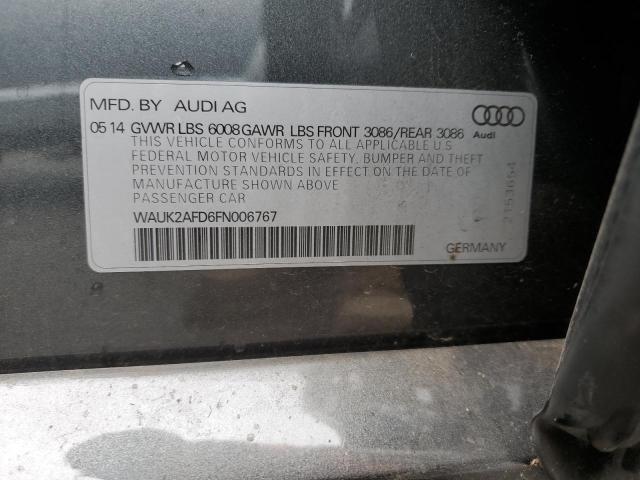 MFD. BY AUDI AG
05 14 GVWR LBS 6008 GAWR LBS FRONT 3086/REAR 3086
Audi
THIS VEHICLE CONFORMS TO ALL APPLICABLE U.S
FEDERAL MOTOR VEHICLE SAFETY. BUMPER AND THEFT
PREVENTION STANDARDS IN EFFECT ON THE DATE OF
MANUFACTURE SHOWN ABOVE
PASSENGER CAR
WAUK2AFD6FN006767
2153654
GERMANY